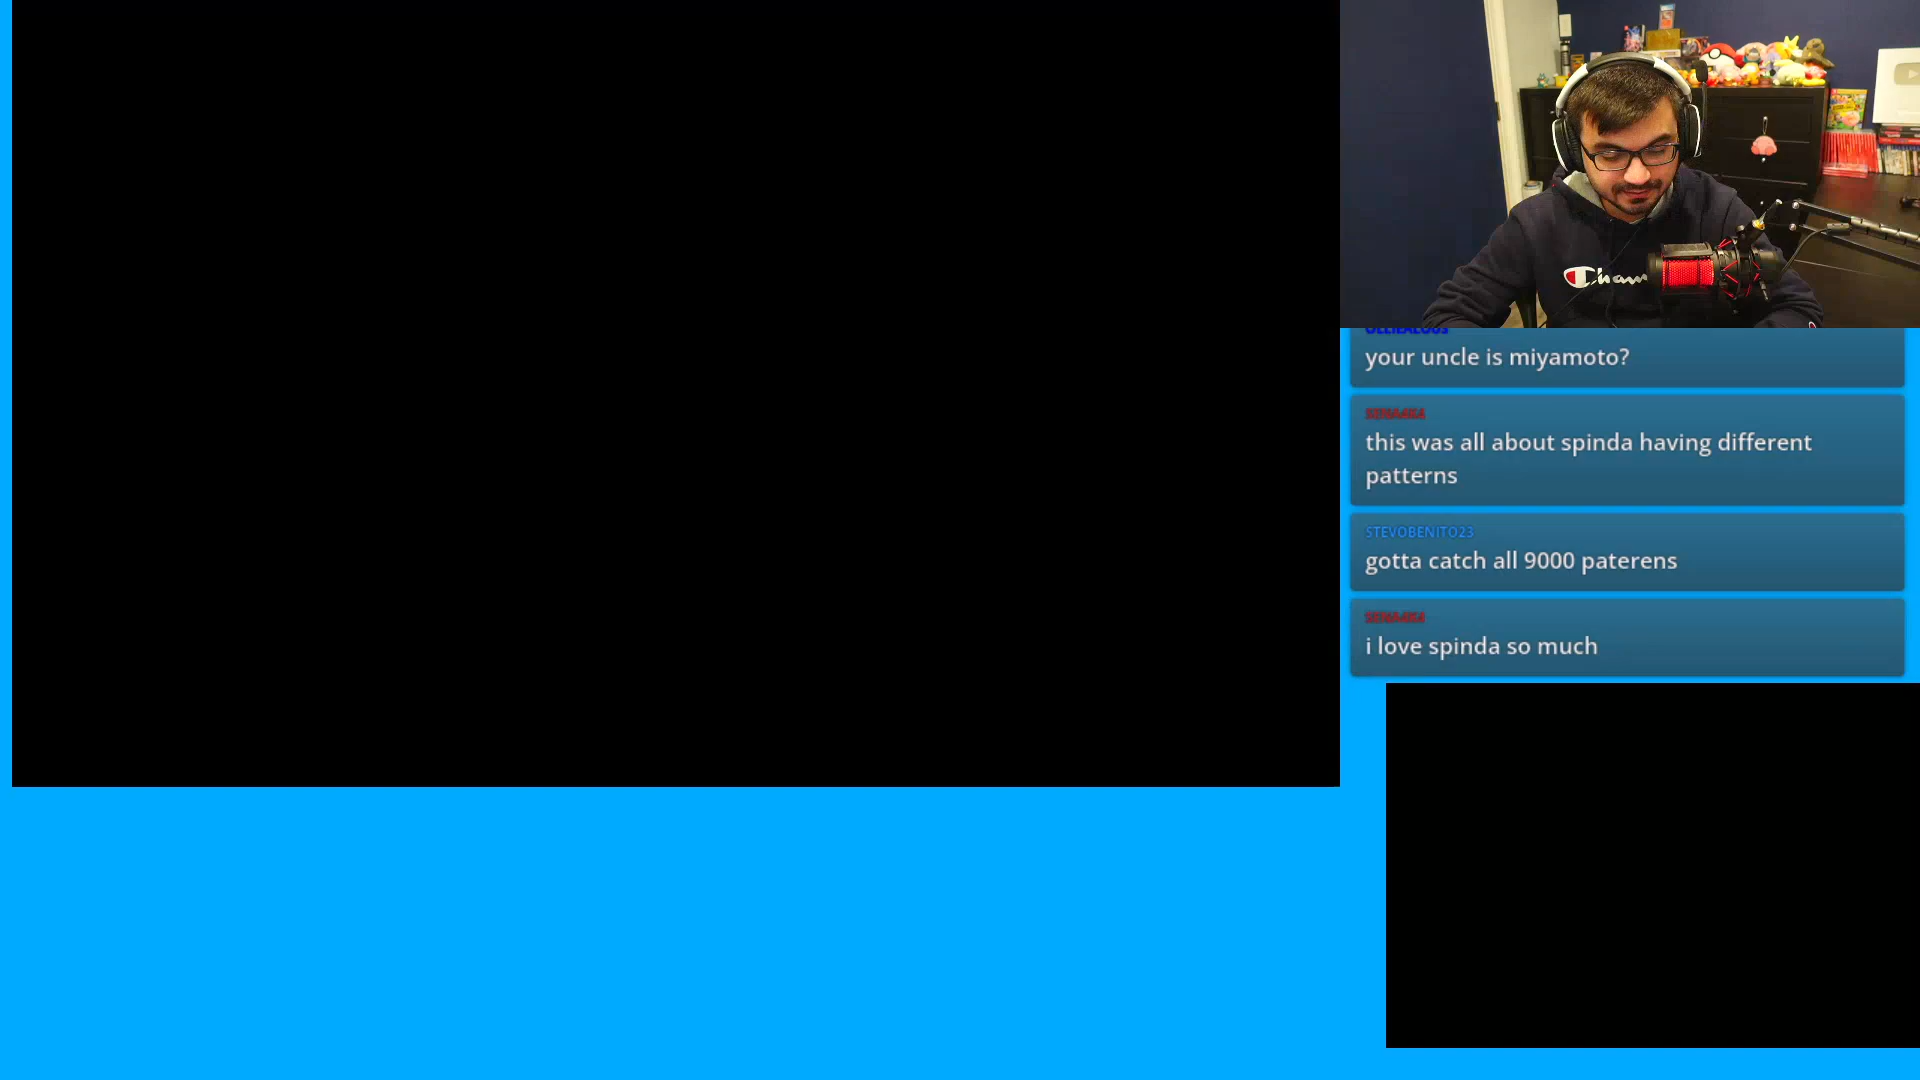 Cham
your uncle is miyamoto?
this was all about spinda having different
patterns
STEVOBENITO23
gotta catch all 9000 paterens
i love spinda so much